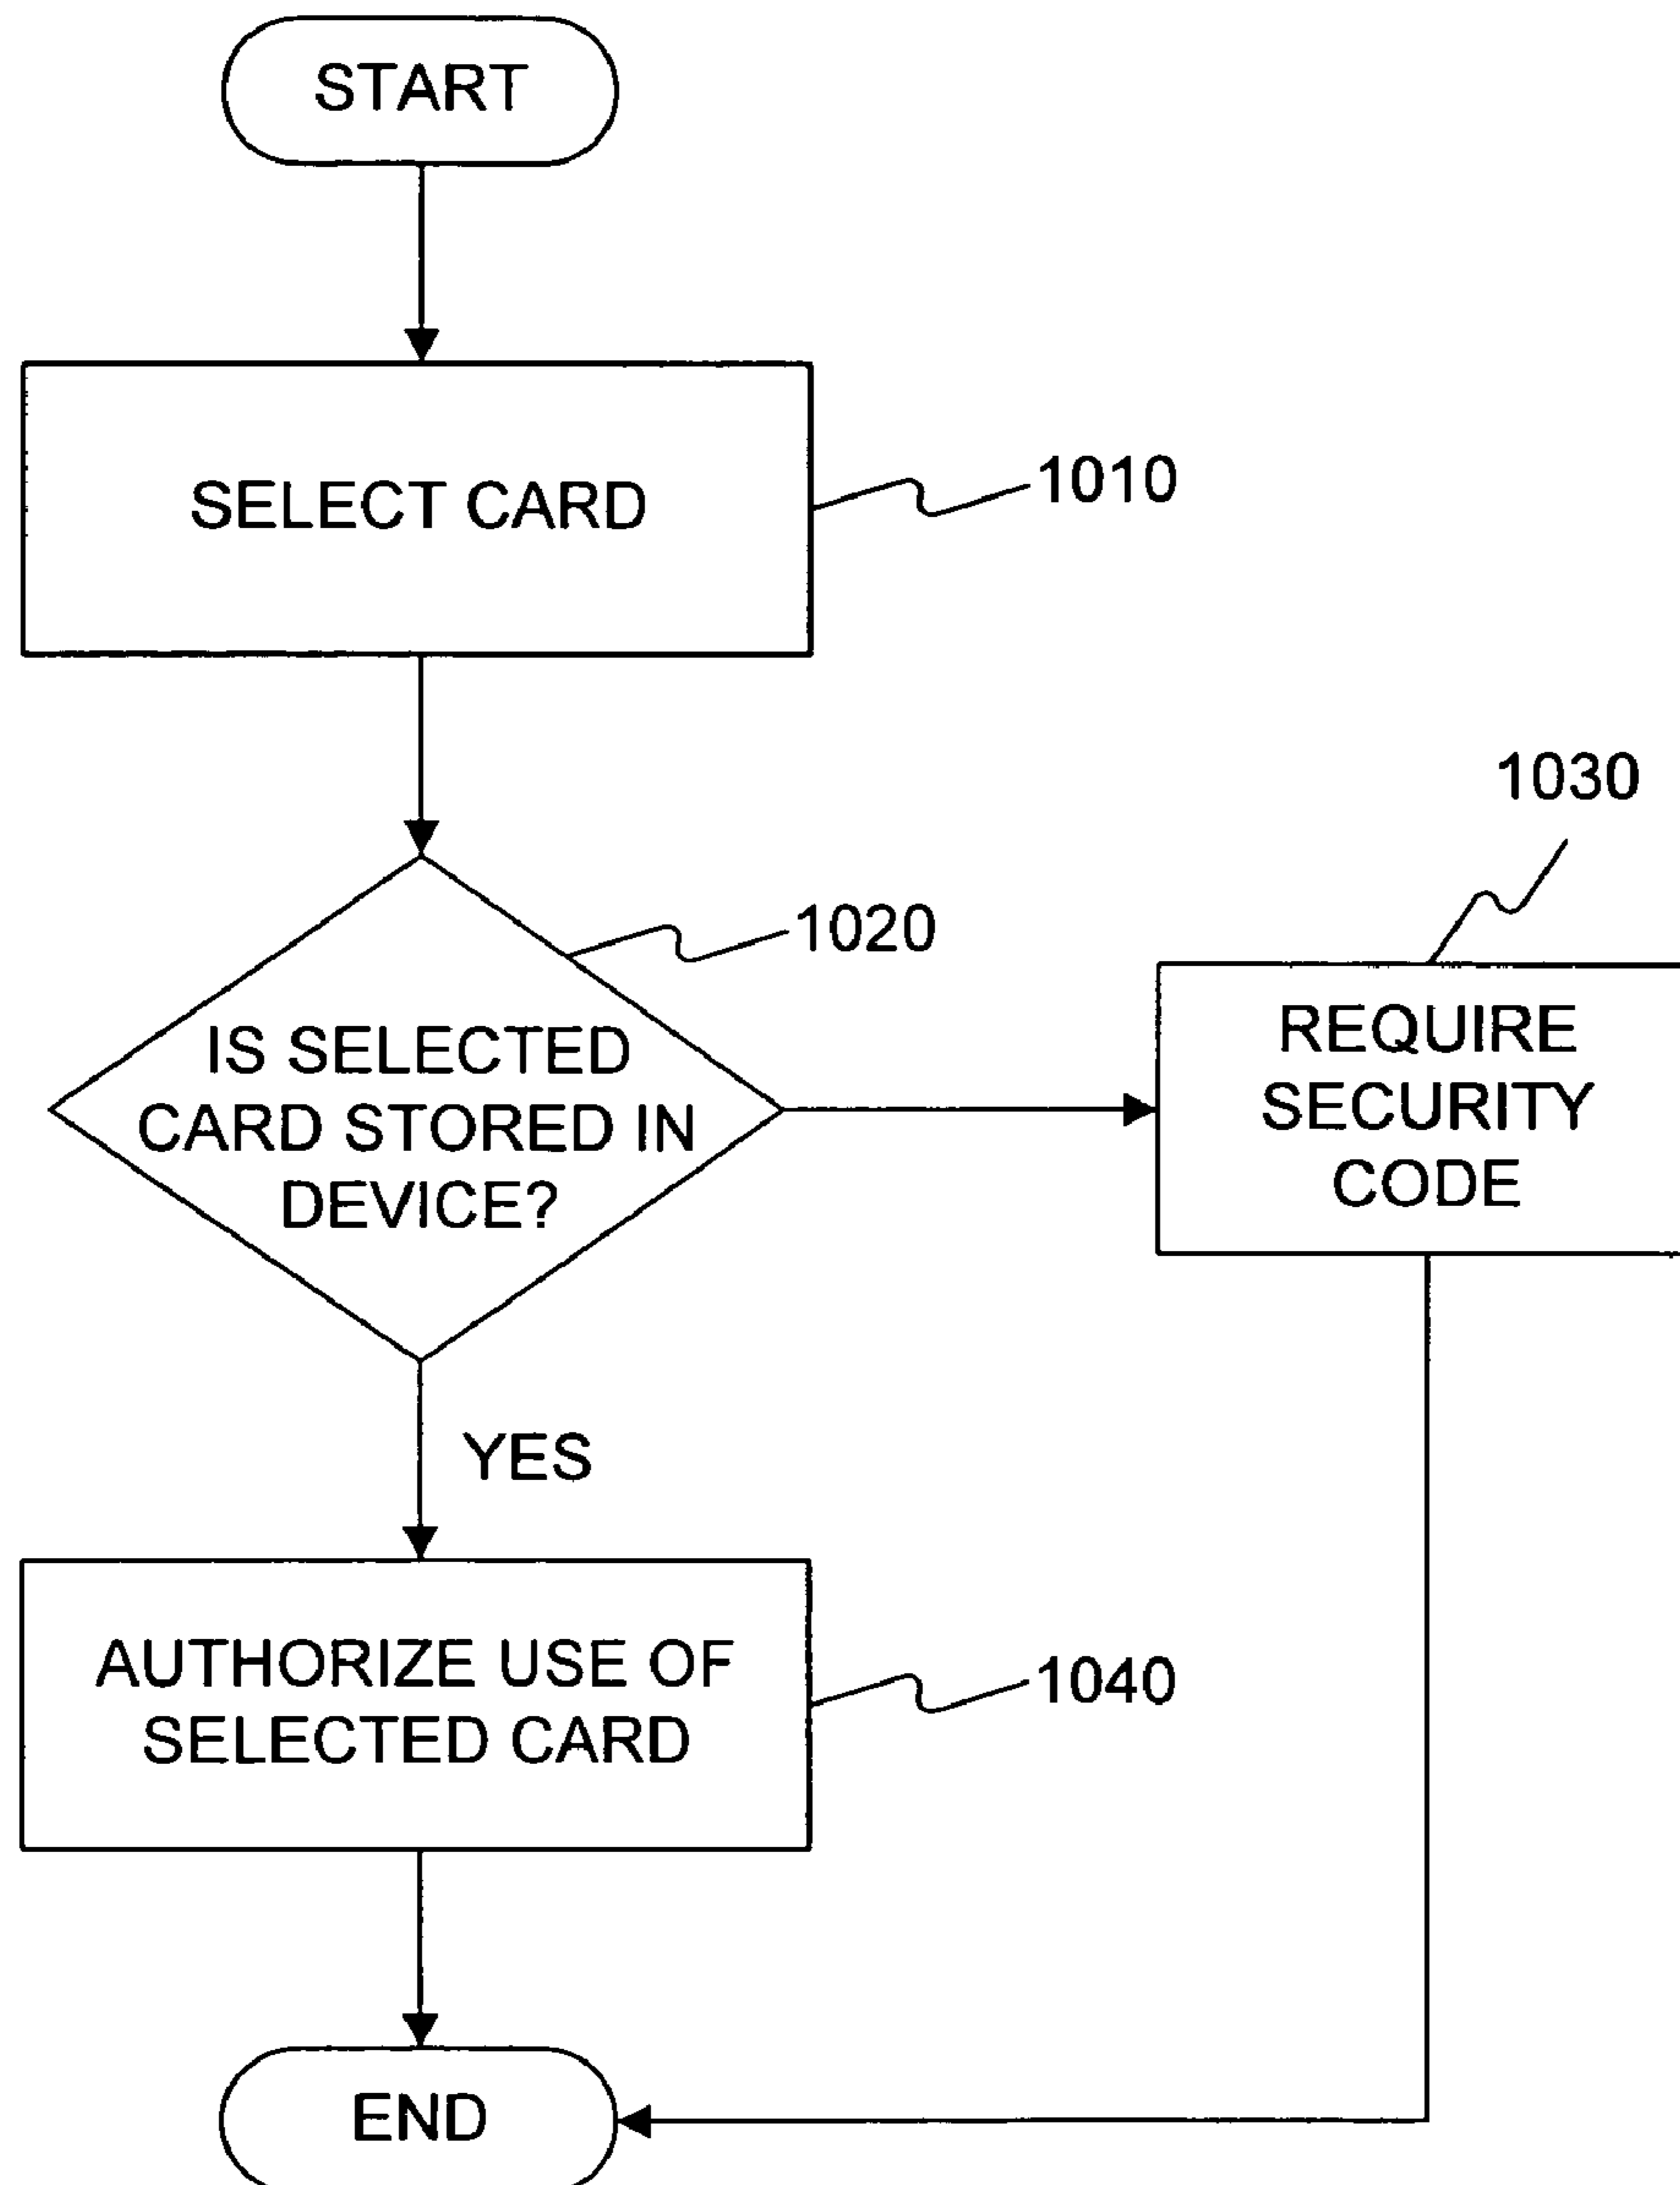 START
SELECT CARD
1010
1030
1020
IS SELECTED
CARD STORED IN
DEVICE?
REQUIRE
SECURITY
CODE
YES
AUTHORIZE USE OF
SELECTED CARD
1040
END